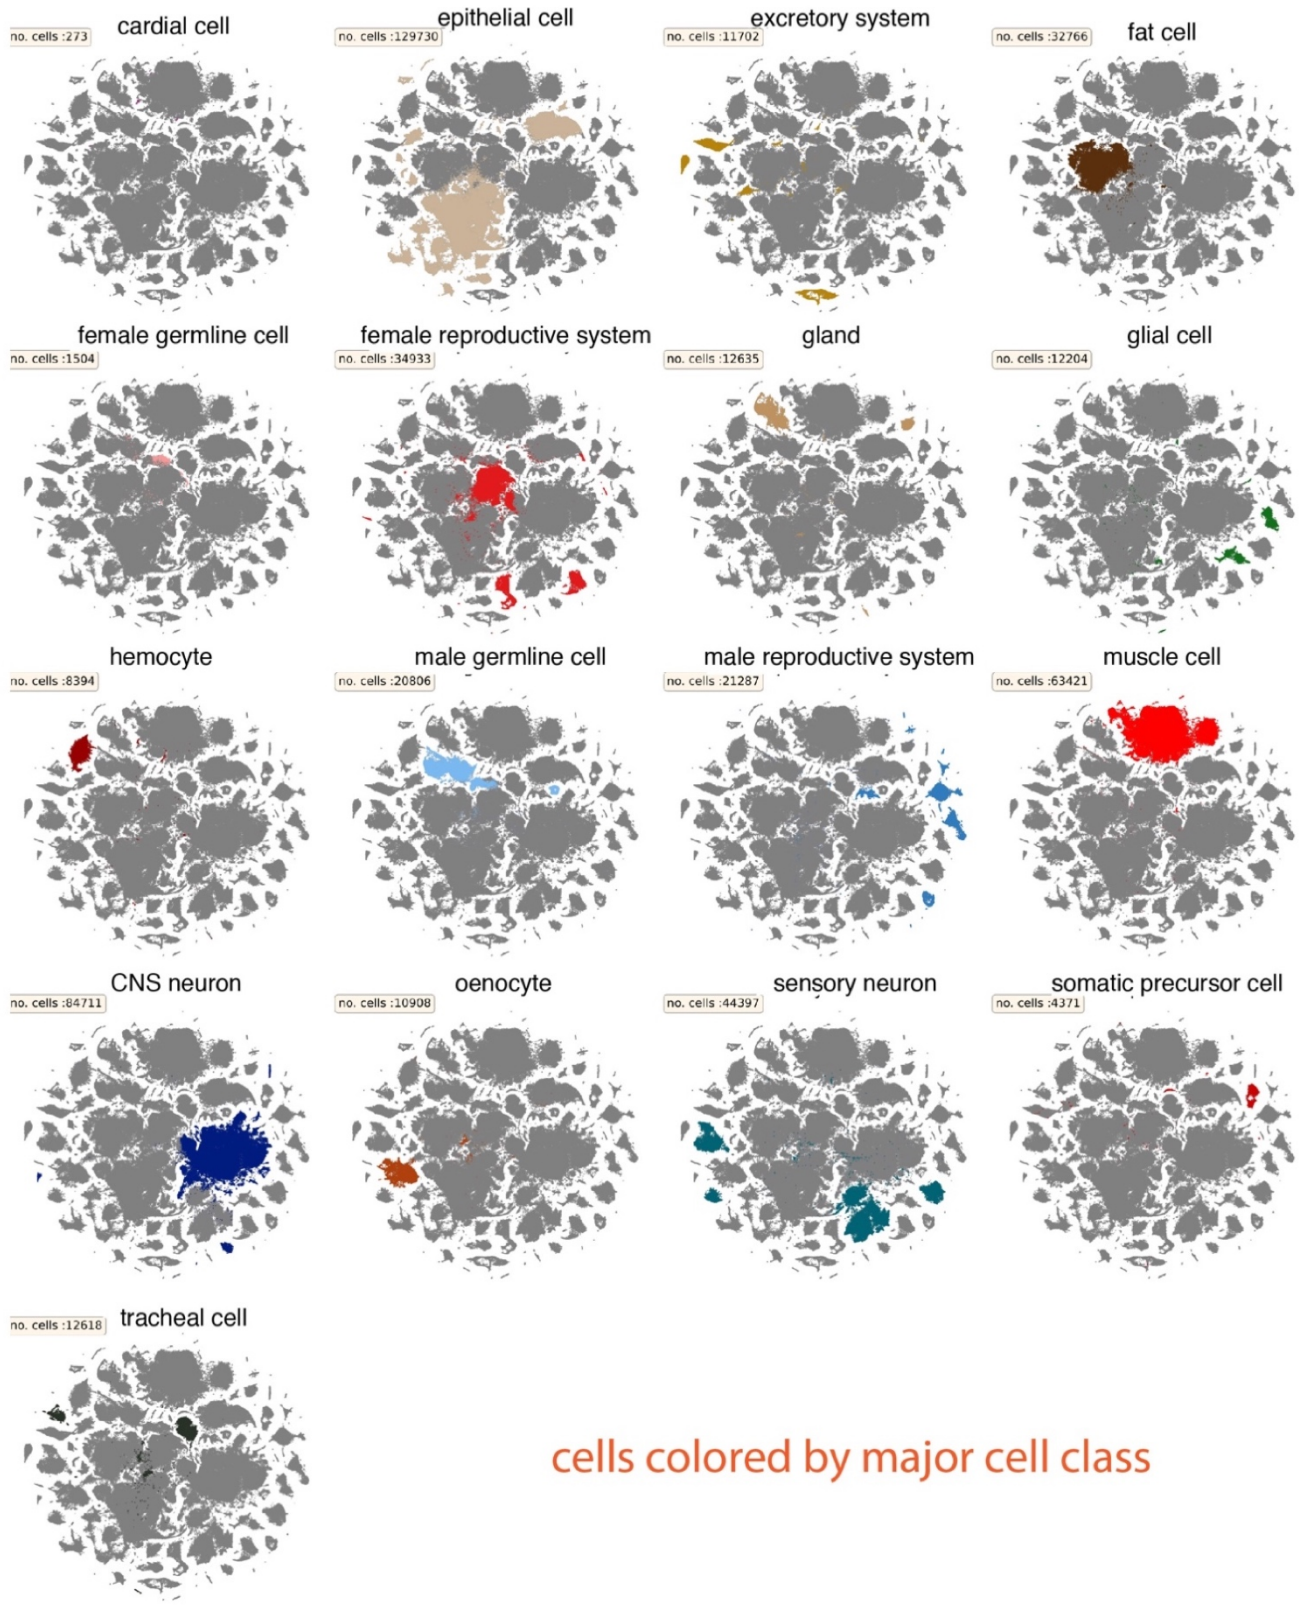 cardial cell
no. cells :273
epithelial cell
no. cells :129730
excretory system
no. cells :11702
fat cell
no. cells :32766
female germline cell
no. cells :1504
female reproductive system
no. cells :34933
gland
no. cells :12635
glial cell
no. cells :12204
hemocyte
no. cells :8394
male germline cell
no. cells :20806
male reproductive system
no. cells :21287
muscle cell
no. cells :63421
CNS neuron
no. cells :84711
oenocyte
no. cells :10908
sensory neuron
no. cells :44397
somatic precursor cell
no. cells :4371
tracheal cell
no. cells :12618
cells colored by major cell class